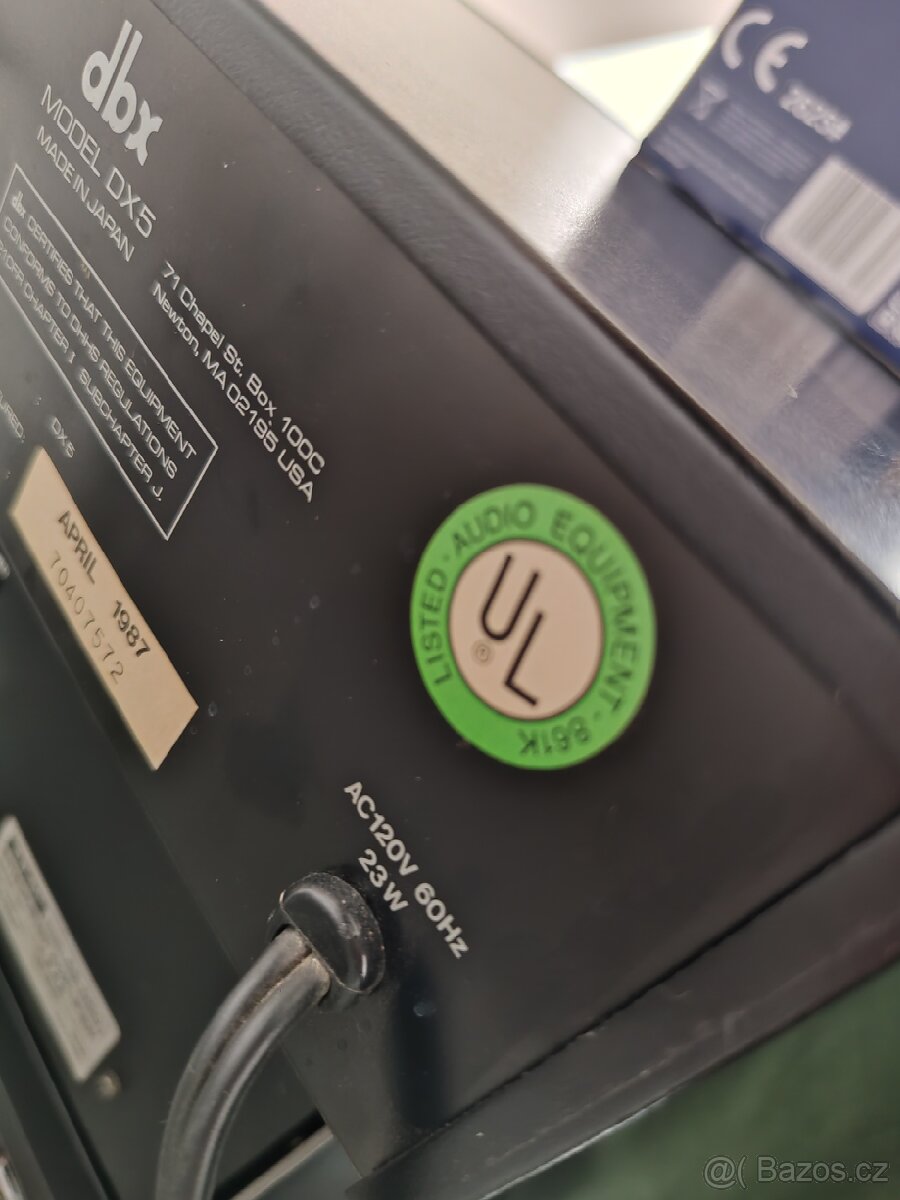 dbx
MODEL DX5
MADE IN JAPAN
71 Chapel St. Box 100C
Newton, MA 02195 USA
dbx CERTIFIES THAT THIS EQUIPMENT
CONFORMS TO DHHS REGULATIONS
CHAPTER I SUBCHAPTER J.
DX5
APRIL 1987
70407572
LISTED · AUDIO EQUIPMENT · 861K
UL
®
AC120V 60Hz
23W
CE
@( Bazos.cz